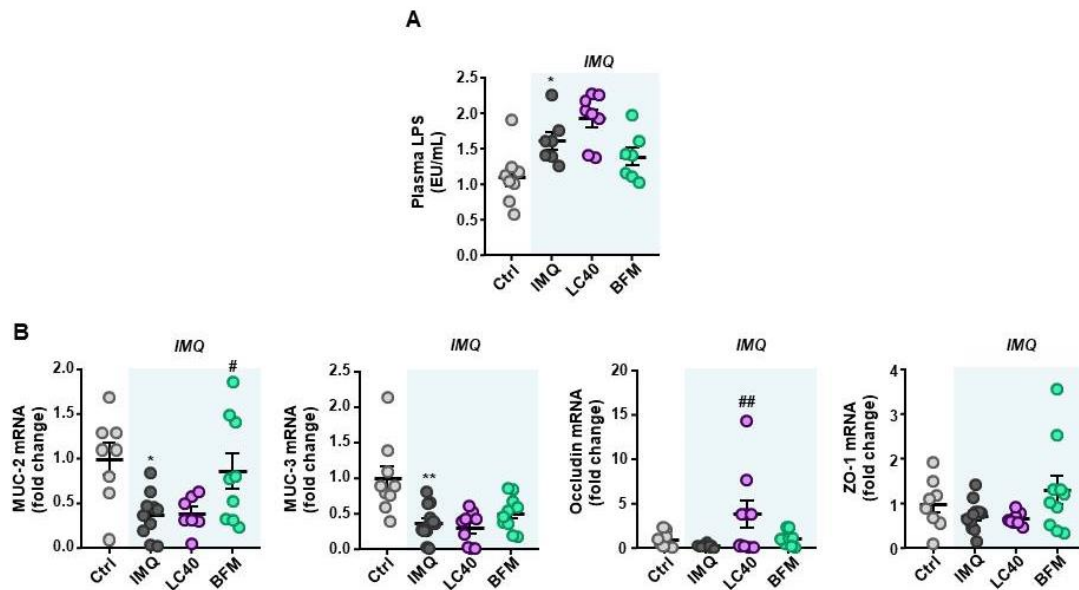 A
IMQ
*
Plasma LPS
(EU/mL)
2.5
2.0
1.5
1.0
0.5
0.0
Ctrl
IMQ
LC40
BFM
B
IMQ
#
*
MUC-2 mRNA
(fold change)
2.0
1.5
1.0
0.5
0.0
Ctrl
IMQ
LC40
BFM
IMQ
**
MUC-3 mRNA
(fold change)
2.5
2.0
1.5
1.0
0.5
0.0
Ctrl
IMQ
LC40
BFM
IMQ
##
Occludin mRNA
(fold change)
20
15
10
5
0
Ctrl
IMQ
LC40
BFM
IMQ
ZO-1 mRNA
(fold change)
4
3
2
1
0
Ctrl
IMQ
LC40
BFM